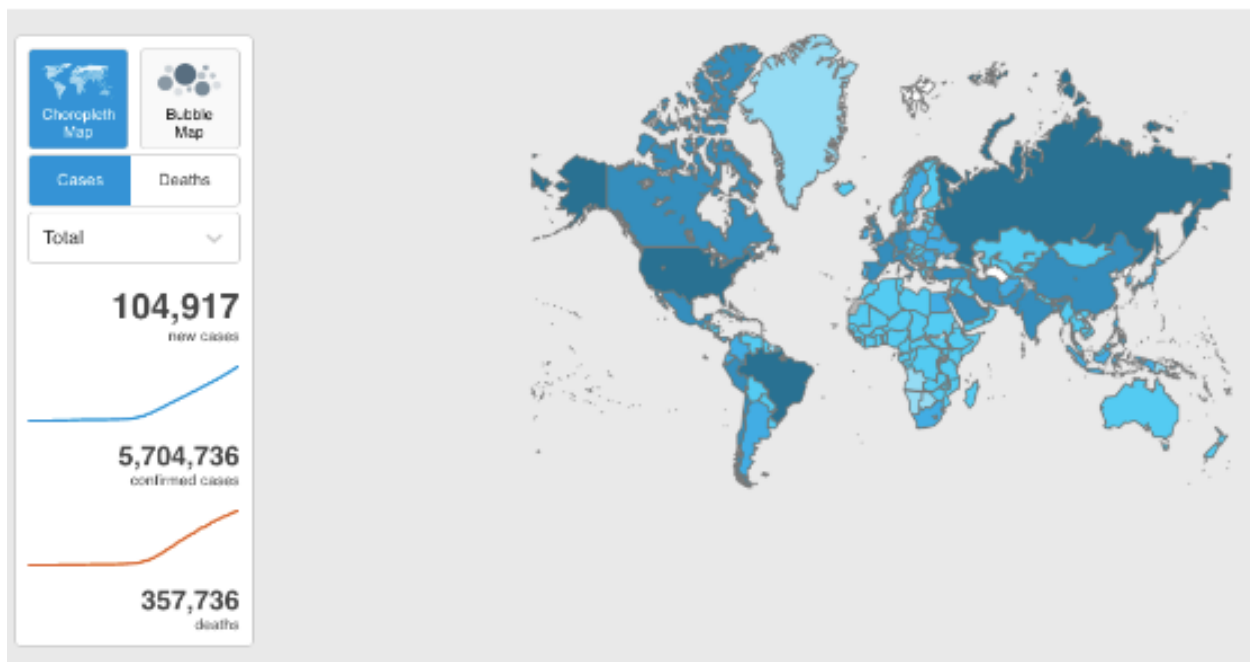 Choropleth
Map
Bubble
Map
Cases
Deaths
Total
104,917
new cases
5,704,736
confirmed cases
357,736
deaths